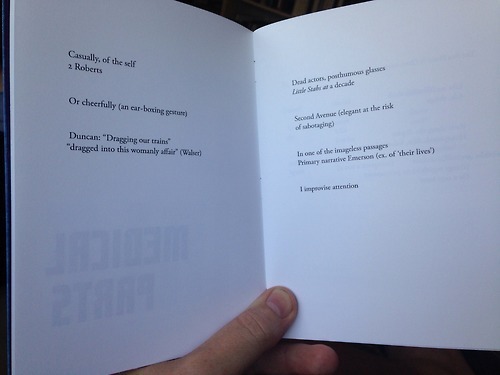 Casually, of the self
2 Roberts
Or cheerfully (an ear-boxing gesture)
Duncan: “Dragging our trains”
“dragged into this womanly affair” (Walser)
MEDICAL
PARTS
Dead actors, posthumous glasses
Little Stabs at a decade
Second Avenue (elegant at the risk
of sabotaging)
In one of the imageless passages
Primary narrative Emerson (ex. of ‘their lives’)
I improvise attention